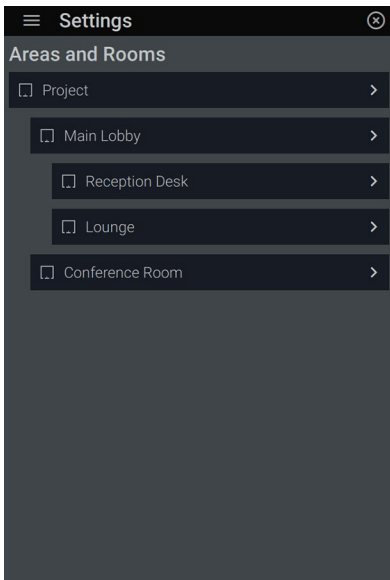 Settings
Areas and Rooms
Project
Main Lobby
Reception Desk
Lounge
Conference Room